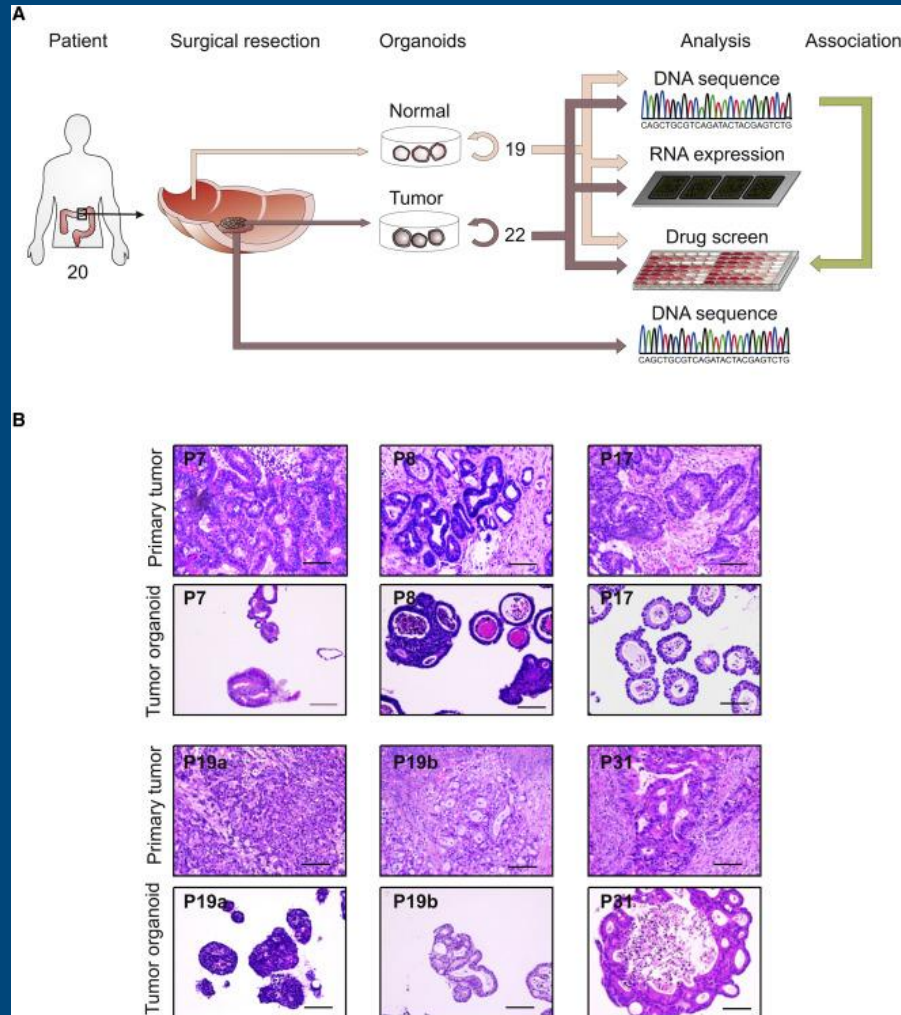 A
Patient
Surgical resection
Organoids
Analysis
Association
DNA sequence
CAGCTGCGTCAGATACTACGAGTCTG
Normal
19
RNA expression
Tumor
22
Drug screen
20
DNA sequence
CAGCTGCGTCAGATACTACGAGTCTG
B
Primary tumor
P7
P8
P17
Tumor organoid
P7
P8
P17
Primary tumor
P19a
P19b
P31
Tumor organoid
P19a
P19b
P31